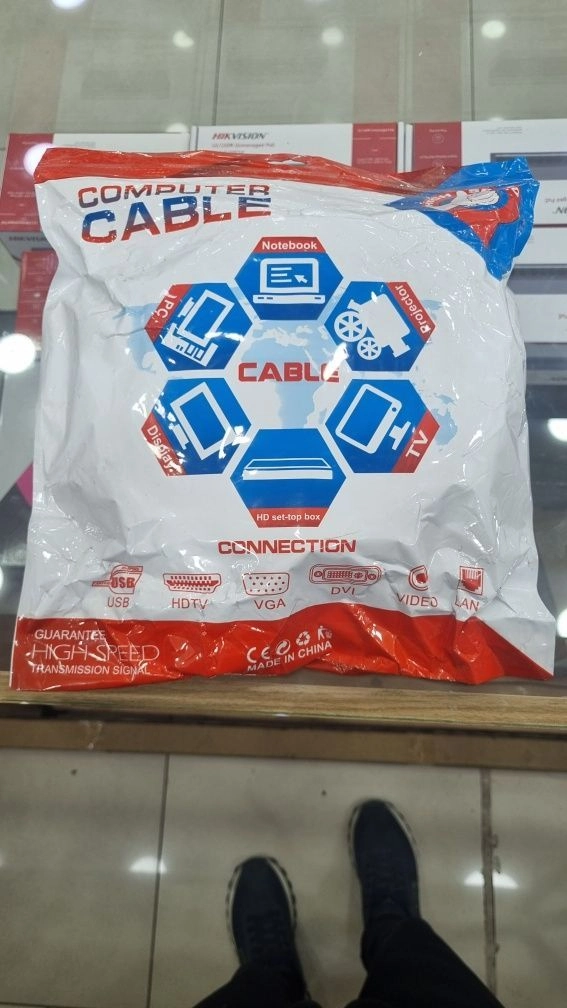 HIKVISION
COMPUTER
CABLE
Notebook
PC
Projector
CABLE
Display
TV
HD set-top box
CONNECTION
USB
USB
HDTV
VGA
DVI
VIDEO
LAN
GUARANTEE
HIGH SPEED
TRANSMISSION SIGNAL
CE
MADE IN CHINA